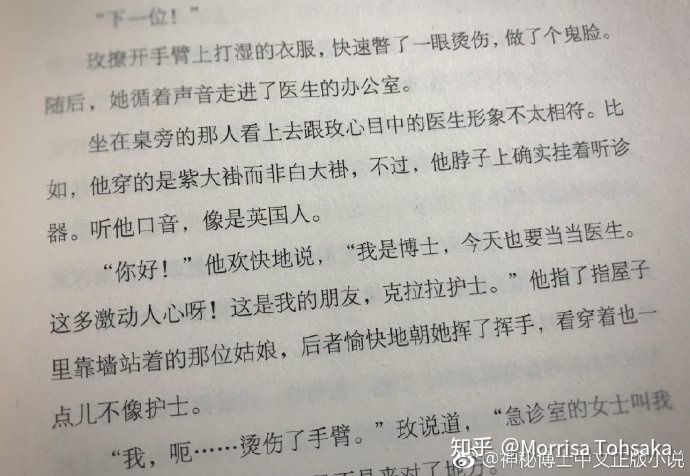 “下一位！”
玫撩开手臂上打湿的衣服，快速瞥了一眼烫伤，做了个鬼脸。
随后，她循着声音走进了医生的办公室。
坐在桌旁的那人看上去跟玫心目中的医生形象不太相符。比
如，他穿的是紫大褂而非白大褂，不过，他脖子上确实挂着听诊
器。听他口音，像是英国人。
“你好！”他欢快地说，“我是博士，今天也要当当医生。
这多激动人心呀！这是我的朋友，克拉拉护士。”他指了指屋子
里靠墙站着的那位姑娘，后者愉快地朝她挥了挥手，看穿着也一
点儿不像护士。
“我，呃……烫伤了手臂。”玫说道，“急诊室的女士叫我
知乎 @Morrisa Tohsaka
@神秘博士中文正版小说